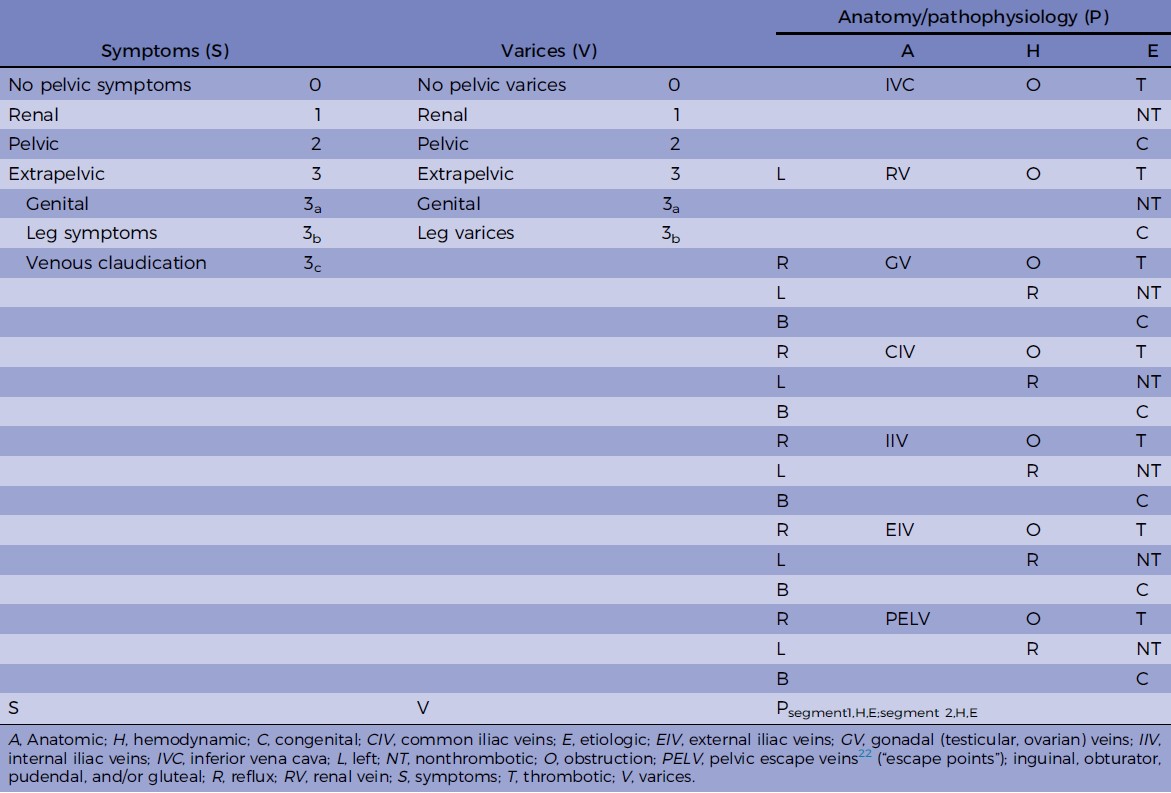 Anatomy/pathophysiology (P)
Symptoms (S) Varices (V) A H E
No pelvic symptoms 0 No pelvic varices 0 IVC O T
Renal 1 Renal 1 NT
Pelvic 2 Pelvic 2 C
Extrapelvic 3 Extrapelvic 3 L RV O T
Genital 3a Genital 3a NT
Leg symptoms 3b Leg varices 3b C
Venous claudication 3c R GV O T
L R NT
B C
R CIV O T
L R NT
B C
R IIV O T
L R NT
B C
R EIV O T
L R NT
B C
R PELV O T
L R NT
B C
S V Psegment1,H,E;segment 2,H,E
A, Anatomic; H, hemodynamic; C, congenital; CIV, common iliac veins; E, etiologic; EIV, external iliac veins; GV, gonadal (testicular, ovarian) veins; IIV,
internal iliac veins; IVC, inferior vena cava; L, left; NT, nonthrombotic; O, obstruction; PELV, pelvic escape veins22 (“escape points”); inguinal, obturator,
pudendal, and/or gluteal; R, reflux; RV, renal vein; S, symptoms; T, thrombotic; V, varices.